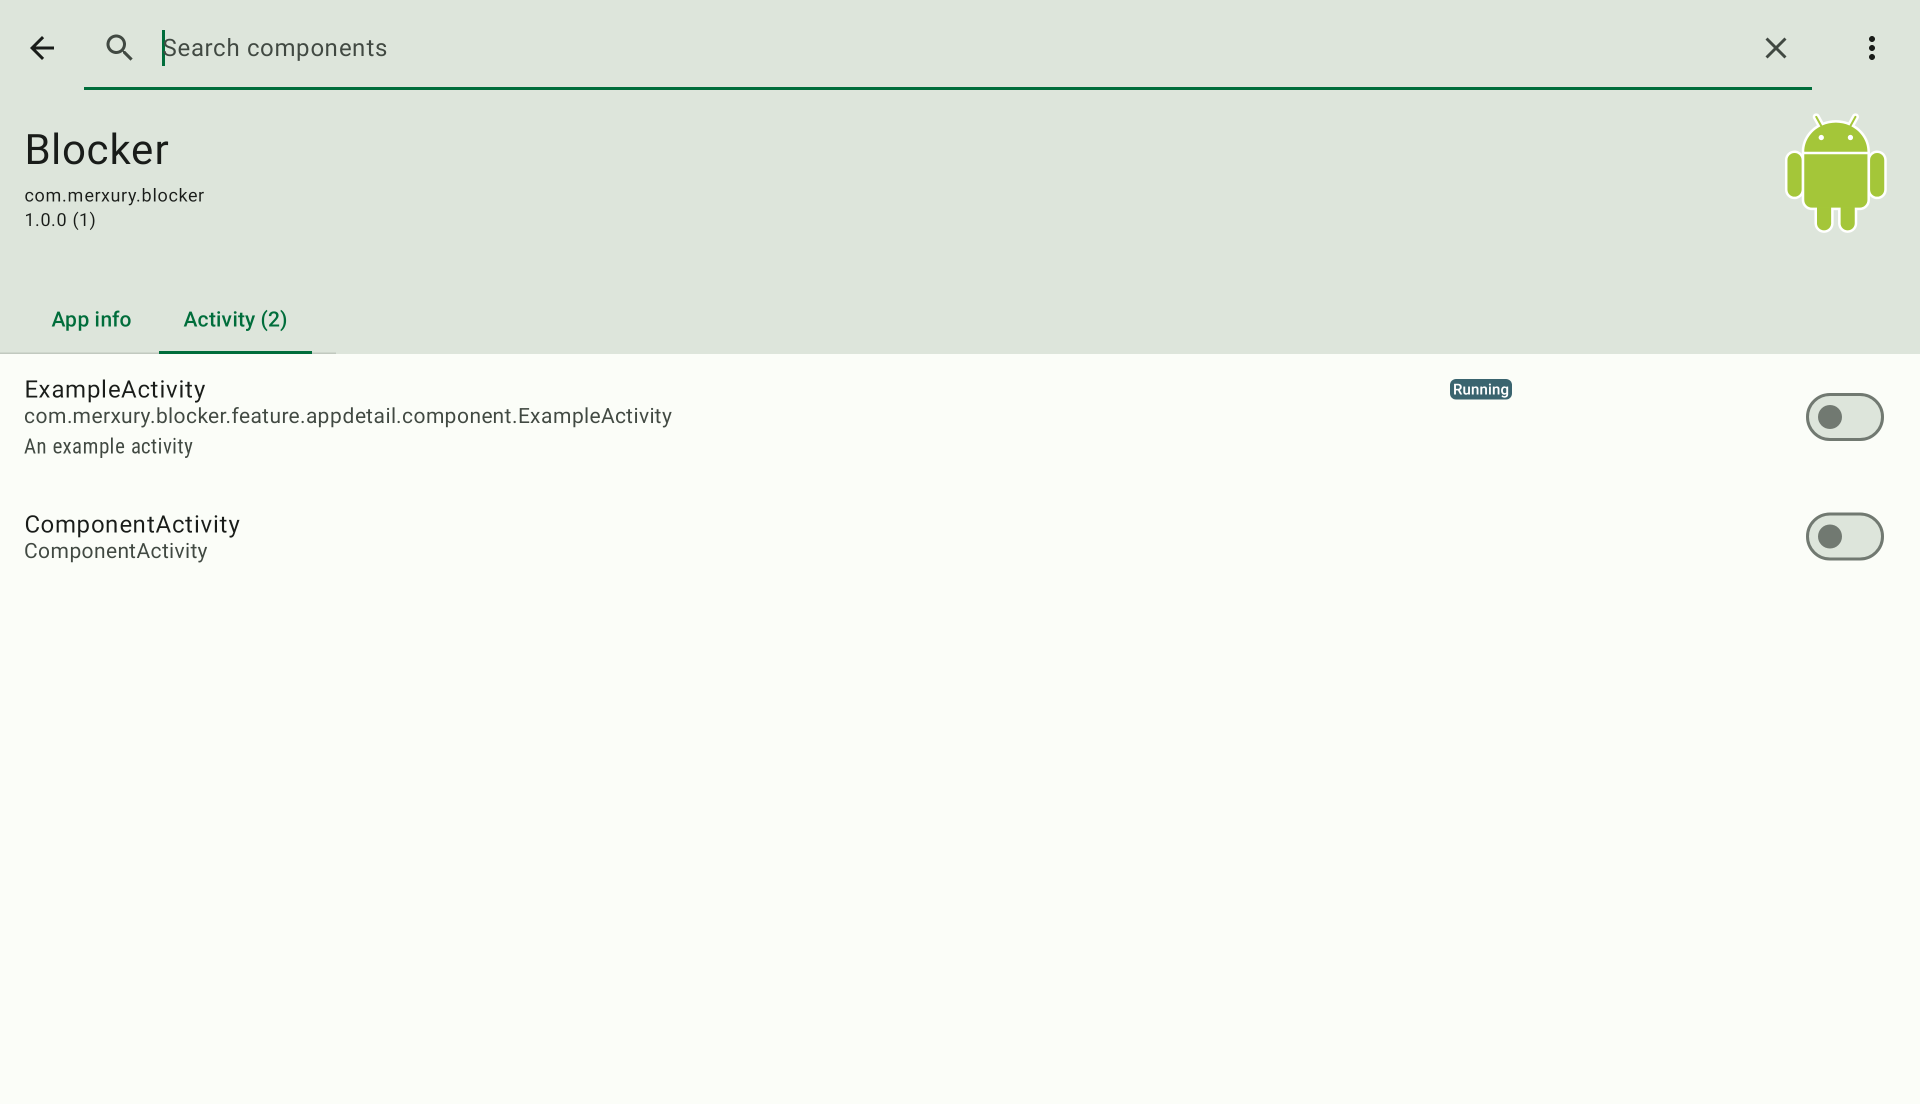 Search components
Blocker
com.merxury.blocker
1.0.0 (1)
App info
Activity (2)
ExampleActivity
Running
com.merxury.blocker.feature.appdetail.component.ExampleActivity
An example activity
ComponentActivity
ComponentActivity